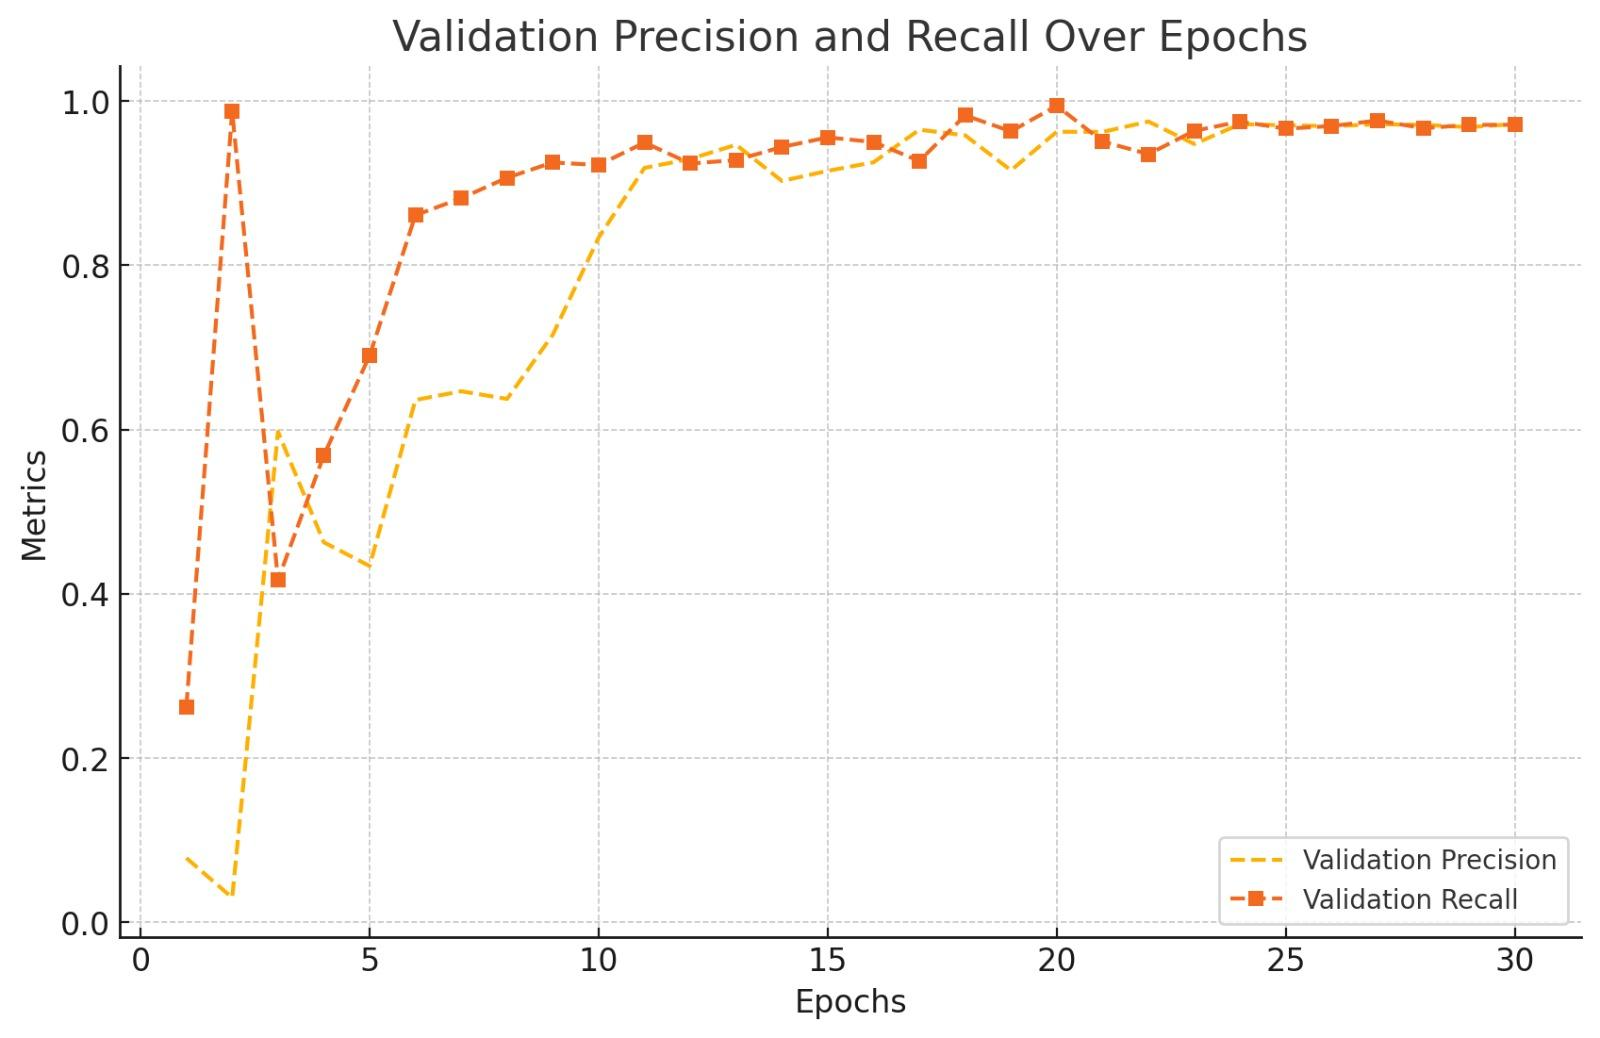 Validation Precision and Recall Over Epochs
1.0
0.8
0.6
0.4
0.2
0.0
Metrics
0 5 10 15 20 25 30
Epochs
Validation Precision
Validation Recall